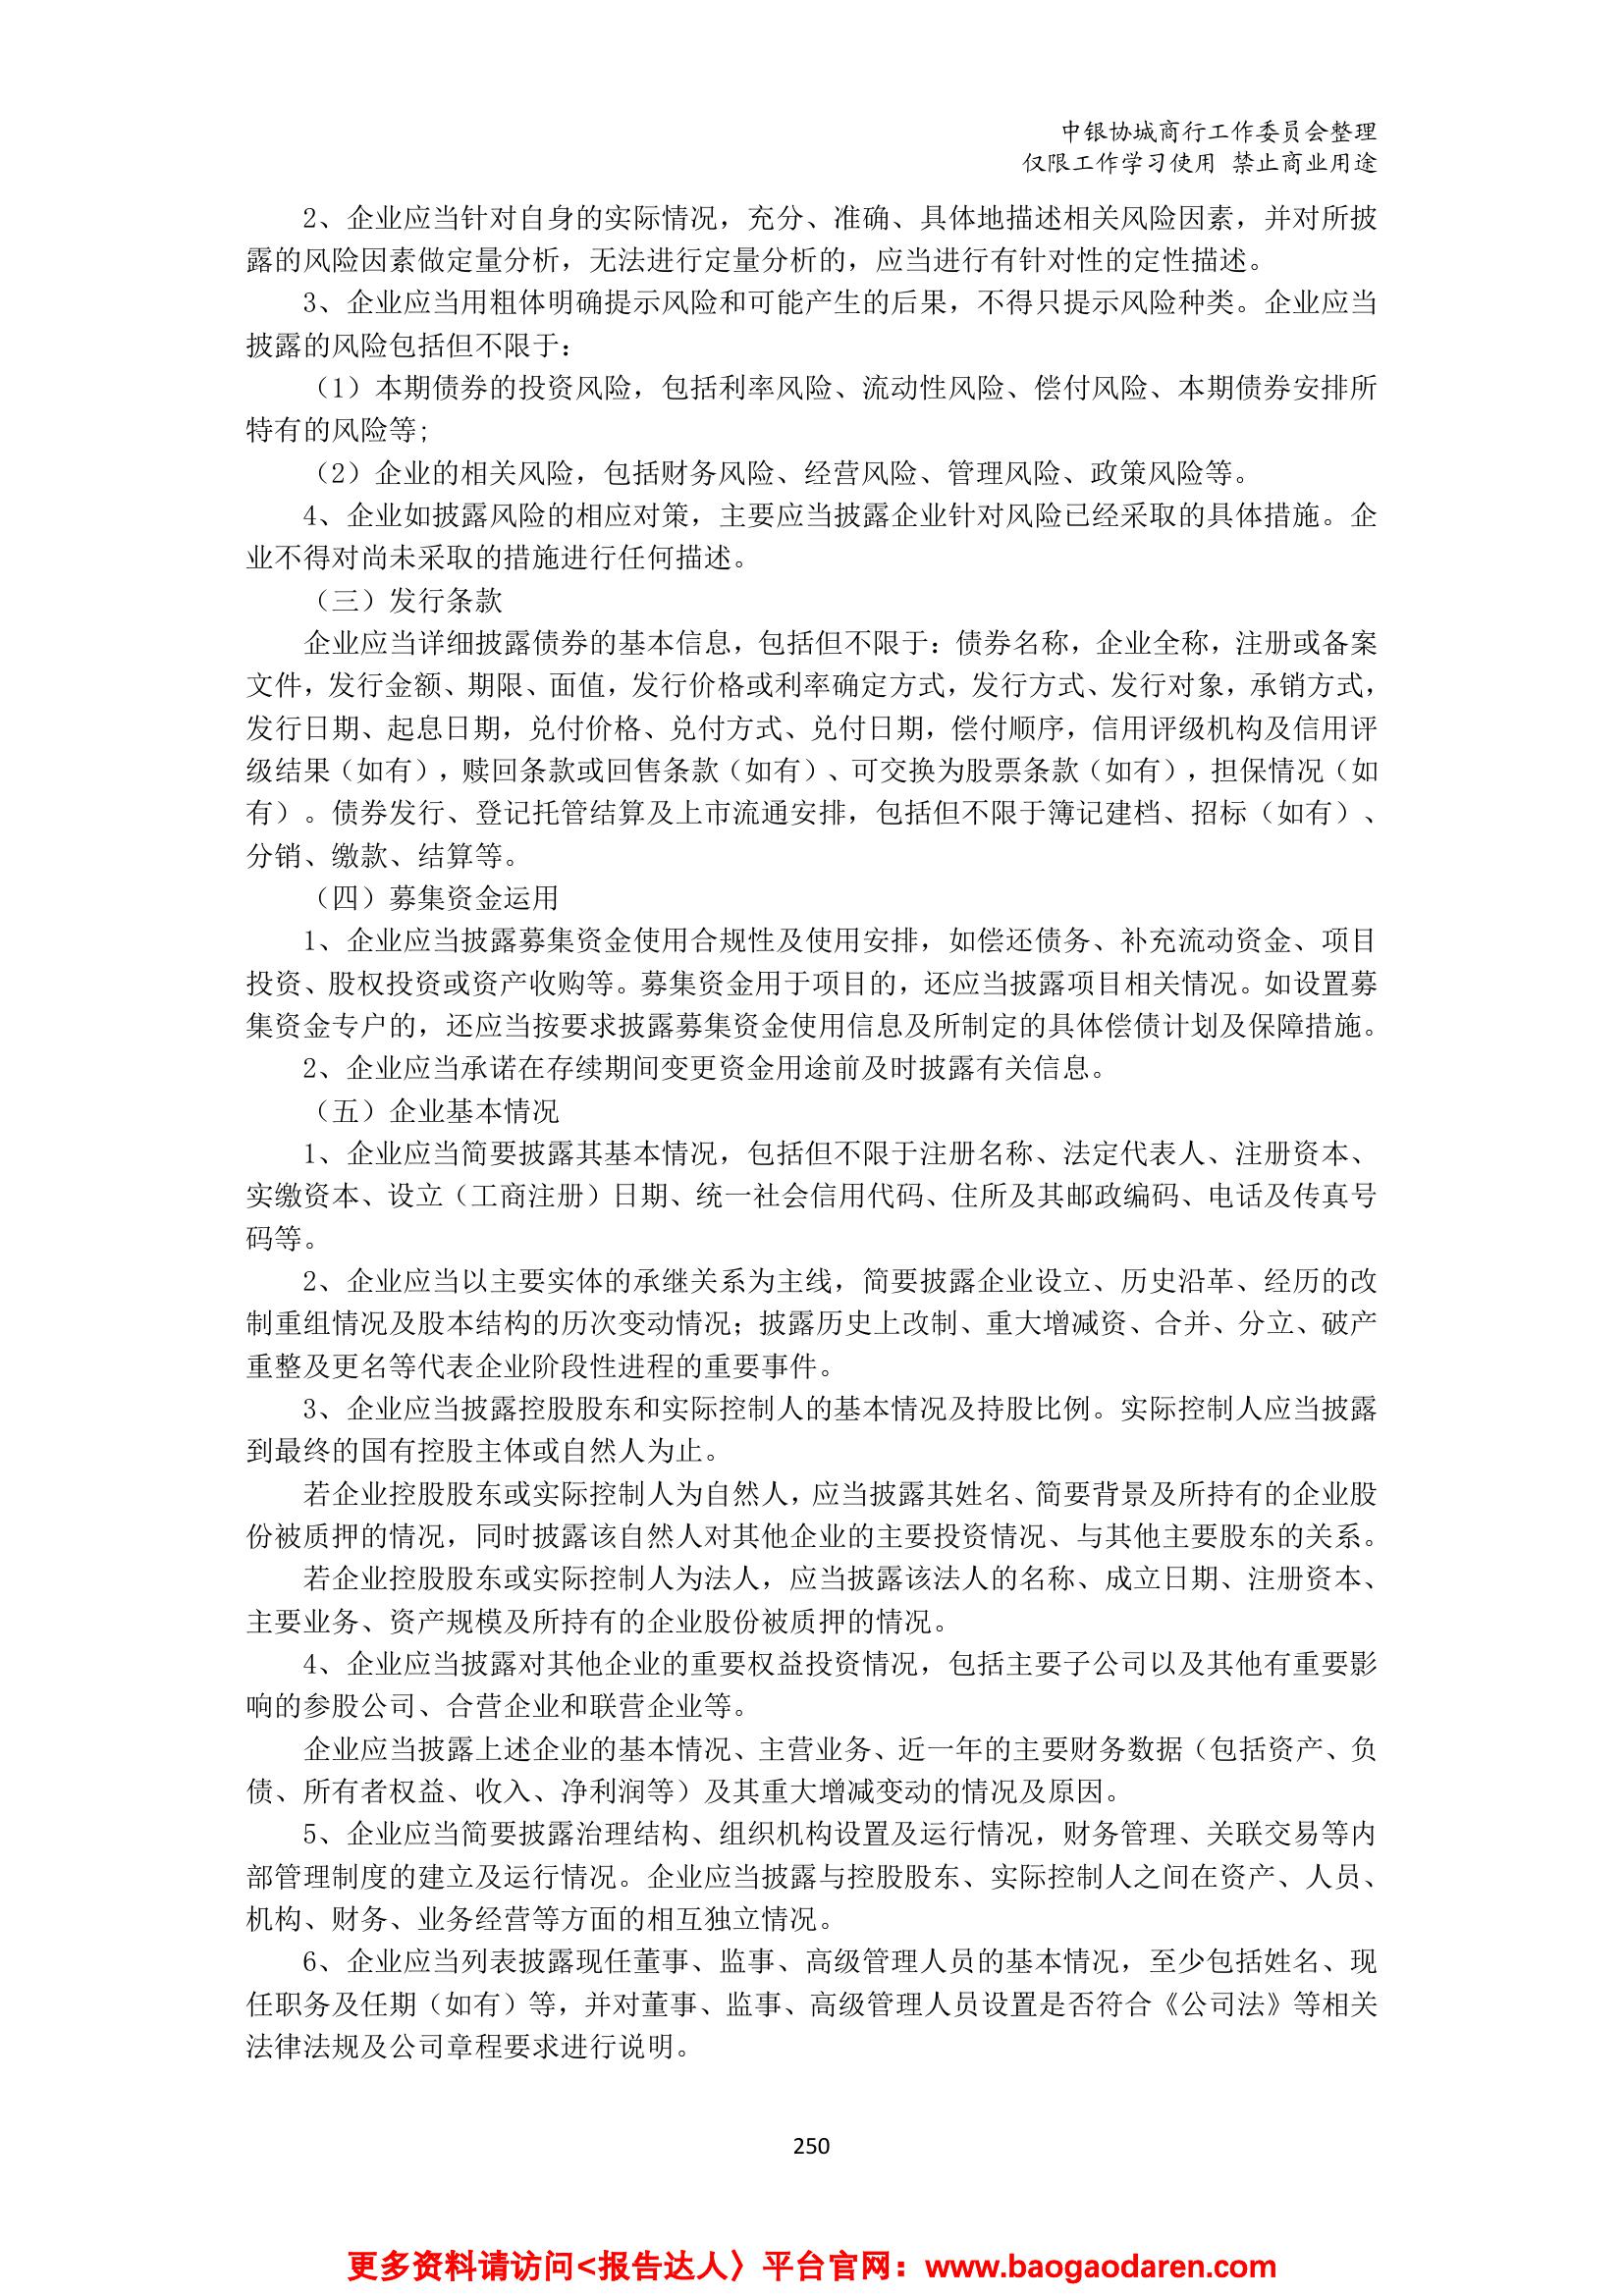 中银协城商行工作委员会整理
仅限工作学习使用 禁止商业用途
2、企业应当针对自身的实际情况，充分、准确、具体地描述相关风险因素，并对所披
露的风险因素做定量分析，无法进行定量分析的，应当进行有针对性的定性描述。
3、企业应当用粗体明确提示风险和可能产生的后果，不得只提示风险种类。企业应当
披露的风险包括但不限于：
（1）本期债券的投资风险，包括利率风险、流动性风险、偿付风险、本期债券安排所
特有的风险等；
（2）企业的相关风险，包括财务风险、经营风险、管理风险、政策风险等。
4、企业如披露风险的相应对策，主要应当披露企业针对风险已经采取的具体措施。企
业不得对尚未采取的措施进行任何描述。
（三）发行条款
企业应当详细披露债券的基本信息，包括但不限于：债券名称，企业全称，注册或备案
文件，发行金额、期限、面值，发行价格或利率确定方式，发行方式、发行对象，承销方式，
发行日期、起息日期，兑付价格、兑付方式、兑付日期，偿付顺序，信用评级机构及信用评
级结果（如有），赎回条款或回售条款（如有）、可交换为股票条款（如有），担保情况（如
有）。债券发行、登记托管结算及上市流通安排，包括但不限于簿记建档、招标（如有）、
分销、缴款、结算等。
（四）募集资金运用
1、企业应当披露募集资金使用合规性及使用安排，如偿还债务、补充流动资金、项目
投资、股权投资或资产收购等。募集资金用于项目的，还应当披露项目相关情况。如设置募
集资金专户的，还应当按要求披露募集资金使用信息及所制定的具体偿债计划及保障措施。
2、企业应当承诺在存续期间变更资金用途前及时披露有关信息。
（五）企业基本情况
1、企业应当简要披露其基本情况，包括但不限于注册名称、法定代表人、注册资本、
实缴资本、设立（工商注册）日期、统一社会信用代码、住所及其邮政编码、电话及传真号
码等。
2、企业应当以主要实体的承继关系为主线，简要披露企业设立、历史沿革、经历的改
制重组情况及股本结构的历次变动情况；披露历史上改制、重大增减资、合并、分立、破产
重整及更名等代表企业阶段性进程的重要事件。
3、企业应当披露控股股东和实际控制人的基本情况及持股比例。实际控制人应当披露
到最终的国有控股主体或自然人为止。
若企业控股股东或实际控制人为自然人，应当披露其姓名、简要背景及所持有的企业股
份被质押的情况，同时披露该自然人对其他企业的主要投资情况、与其他主要股东的关系。
若企业控股股东或实际控制人为法人，应当披露该法人的名称、成立日期、注册资本、
主要业务、资产规模及所持有的企业股份被质押的情况。
4、企业应当披露对其他企业的重要权益投资情况，包括主要子公司以及其他有重要影
响的参股公司、合营企业和联营企业等。
企业应当披露上述企业的基本情况、主营业务、近一年的主要财务数据（包括资产、负
债、所有者权益、收入、净利润等）及其重大增减变动的情况及原因。
5、企业应当简要披露治理结构、组织机构设置及运行情况，财务管理、关联交易等内
部管理制度的建立及运行情况。企业应当披露与控股股东、实际控制人之间在资产、人员、
机构、财务、业务经营等方面的相互独立情况。
6、企业应当列表披露现任董事、监事、高级管理人员的基本情况，至少包括姓名、现
任职务及任期（如有）等，并对董事、监事、高级管理人员设置是否符合《公司法》等相关
法律法规及公司章程要求进行说明。
250
更多资料请访问<报告达人〉平台官网：www.baogaodaren.com